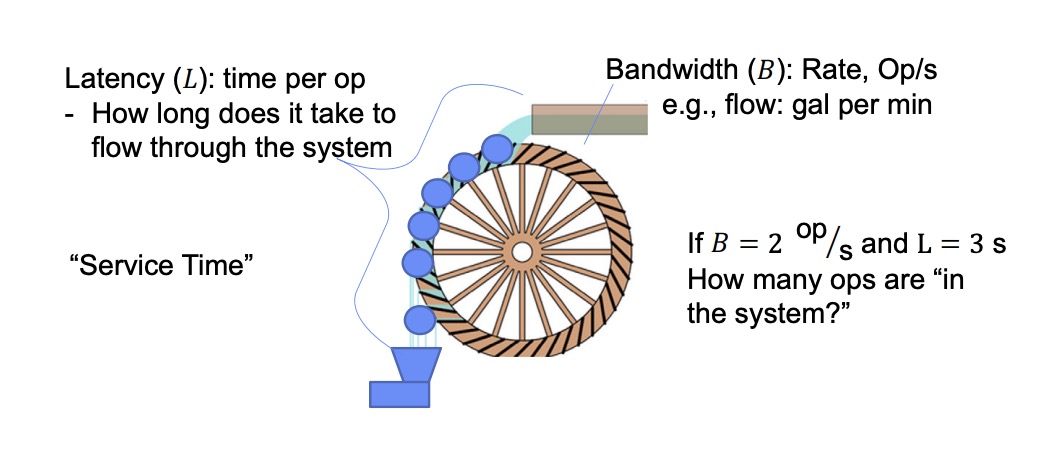 Latency (L): time per op
- How long does it take to
flow through the system
“Service Time”
Bandwidth (B): Rate, Op/s
e.g., flow: gal per min
If B = 2 op/s and L = 3 s
How many ops are “in
the system?”